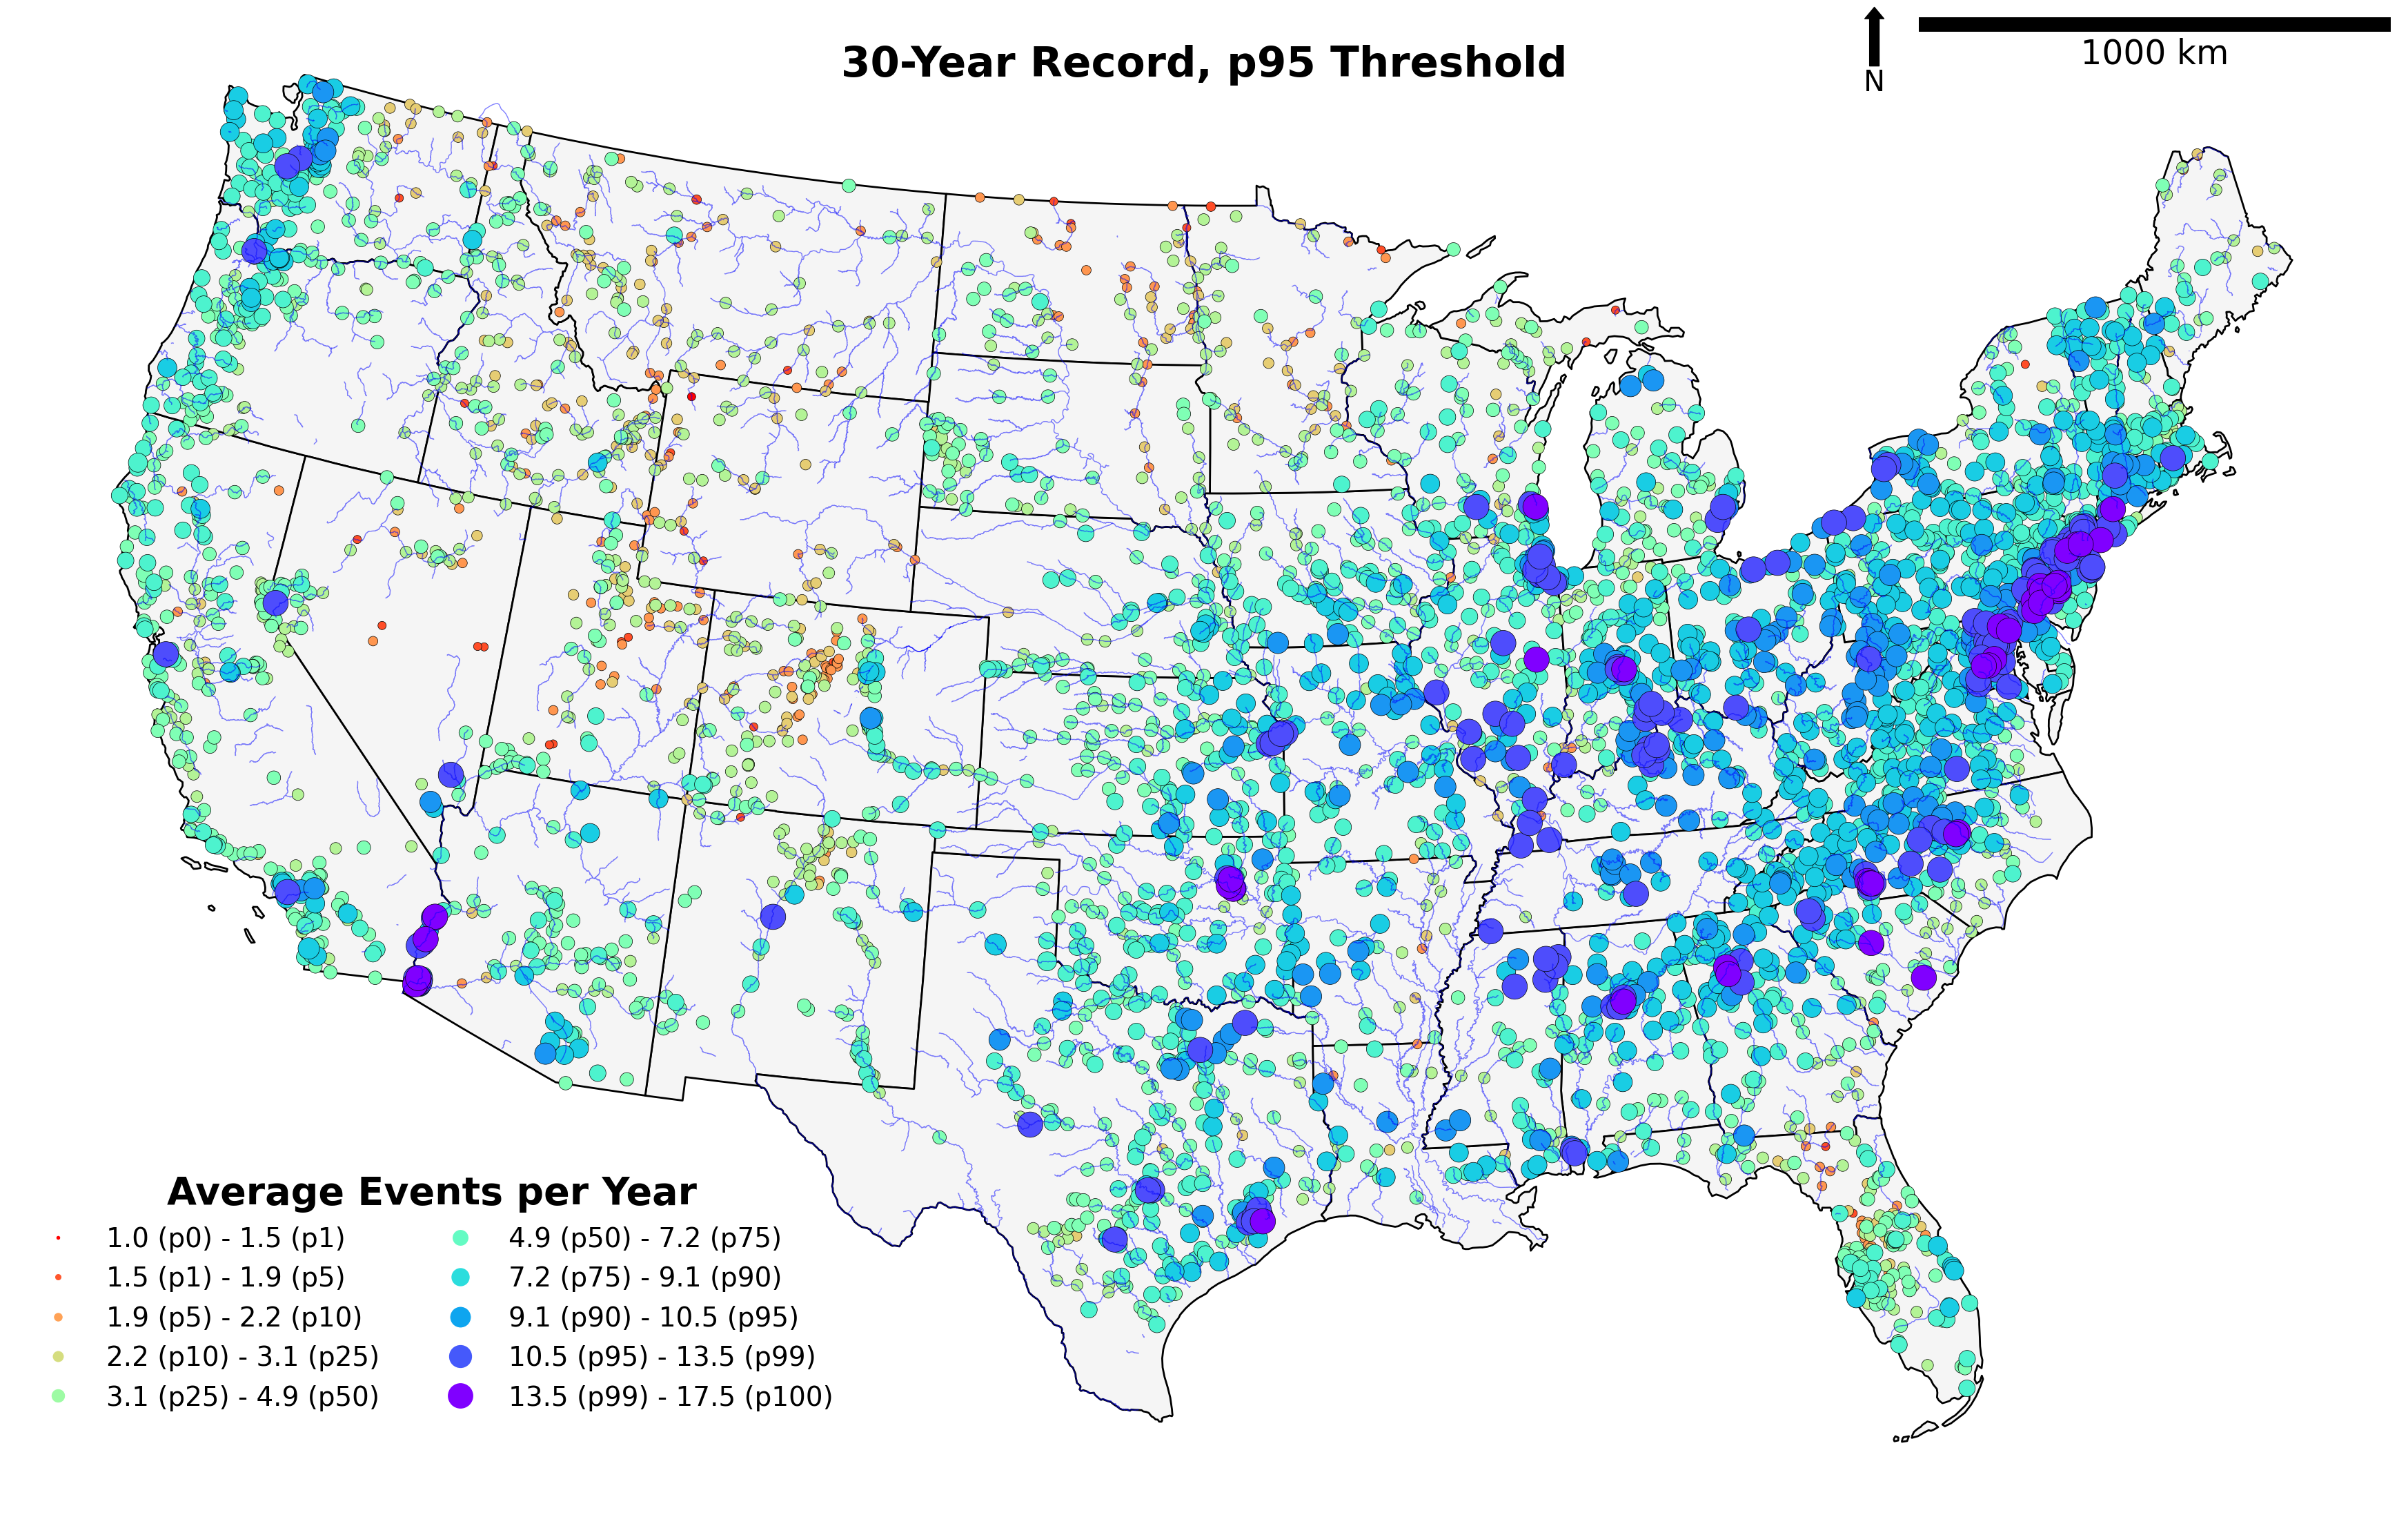 30-Year Record, p95 Threshold
N
1000 km
Average Events per Year
1.0 (p0) - 1.5 (p1)
1.5 (p1) - 1.9 (p5)
1.9 (p5) - 2.2 (p10)
2.2 (p10) - 3.1 (p25)
3.1 (p25) - 4.9 (p50)
4.9 (p50) - 7.2 (p75)
7.2 (p75) - 9.1 (p90)
9.1 (p90) - 10.5 (p95)
10.5 (p95) - 13.5 (p99)
13.5 (p99) - 17.5 (p100)